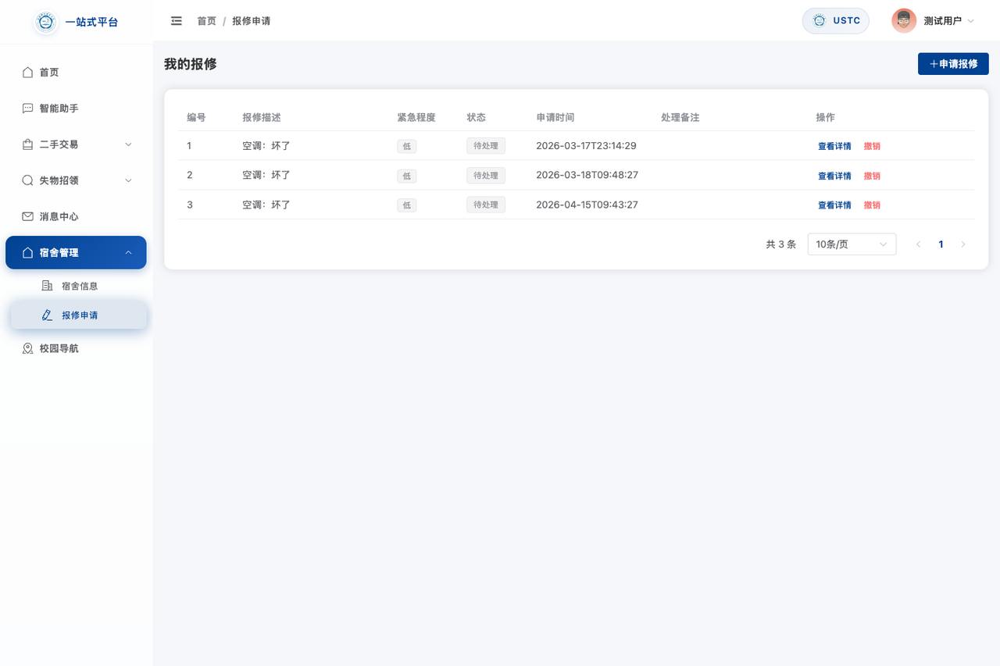 一站式平台
首页 / 报修申请
USTC
测试用户
首页
智能助手
二手交易
失物招领
消息中心
宿舍管理
宿舍信息
报修申请
校园导航
我的报修
+申请报修
编号 报修描述 紧急程度 状态 申请时间 处理备注 操作
1 空调：坏了 低 待处理 2026-03-17T23:14:29 查看详情 撤销
2 空调：坏了 低 待处理 2026-03-18T09:48:27 查看详情 撤销
3 空调：坏了 低 待处理 2026-04-15T09:43:27 查看详情 撤销
共 3 条 10条/页 1